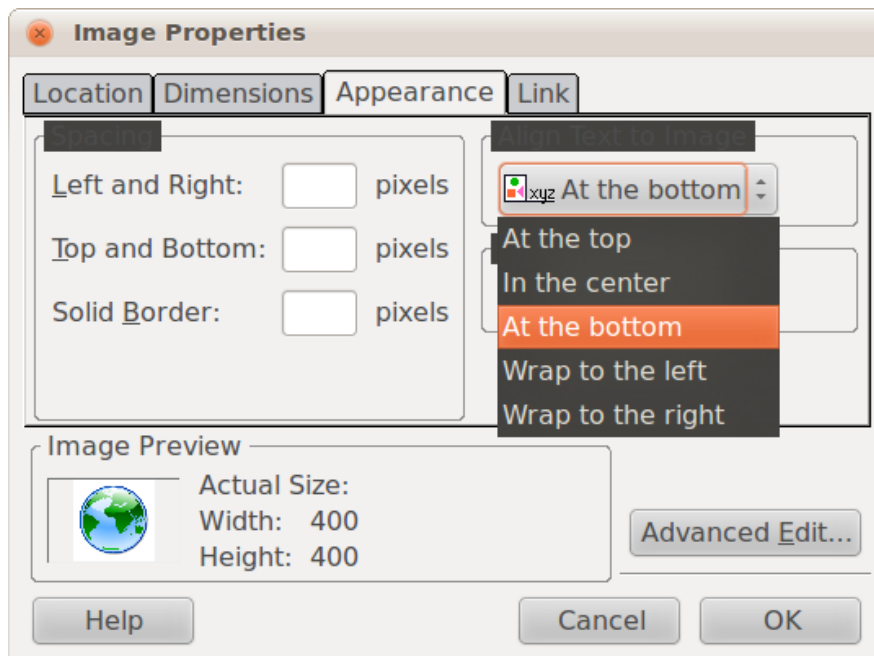 Image Properties
Location Dimensions Appearance Link
Spacing
Left and Right: pixels
Top and Bottom: pixels
Solid Border: pixels
Align Text to Image
xyz At the bottom
At the top
In the center
At the bottom
Wrap to the left
Wrap to the right
Image Preview
Actual Size:
Width: 400
Height: 400
Advanced Edit...
Help Cancel OK